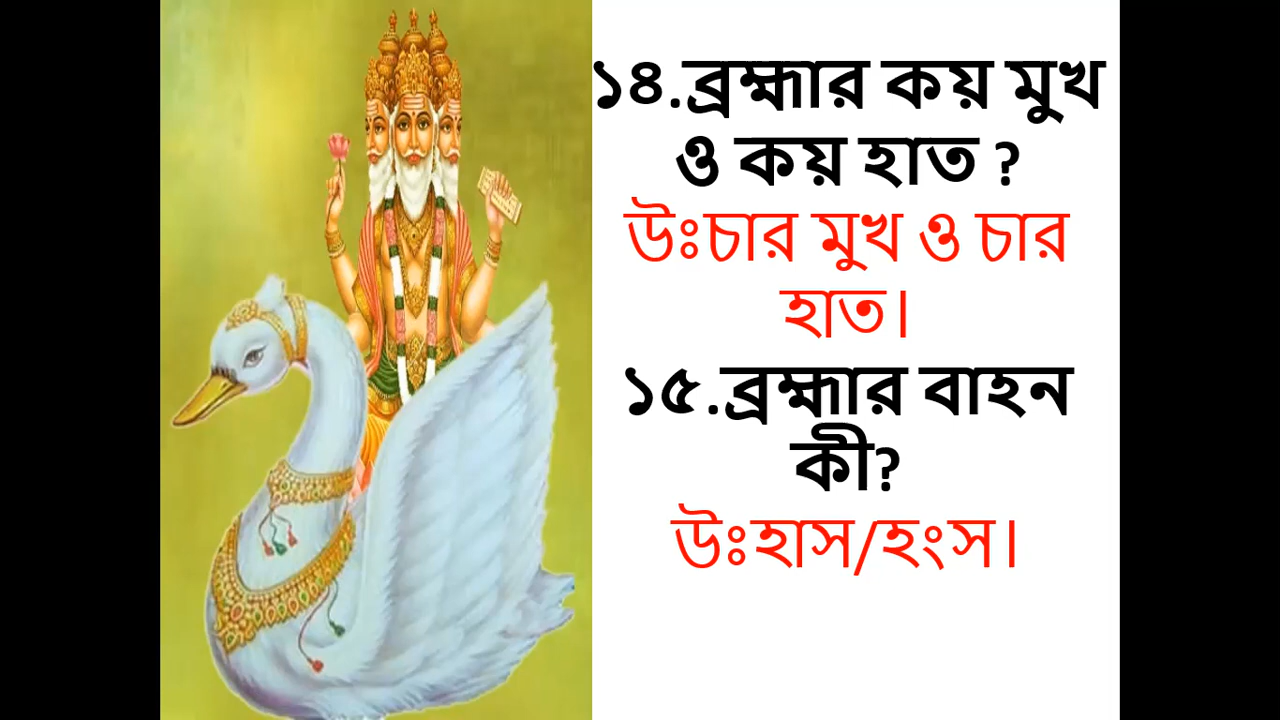 ১৪.ব্রহ্মার কয় মুখ
ও কয় হাত ?
উঃচার মুখ ও চার
হাত।
১৫.ব্রহ্মার বাহন
কী?
উঃহাস/হংস।